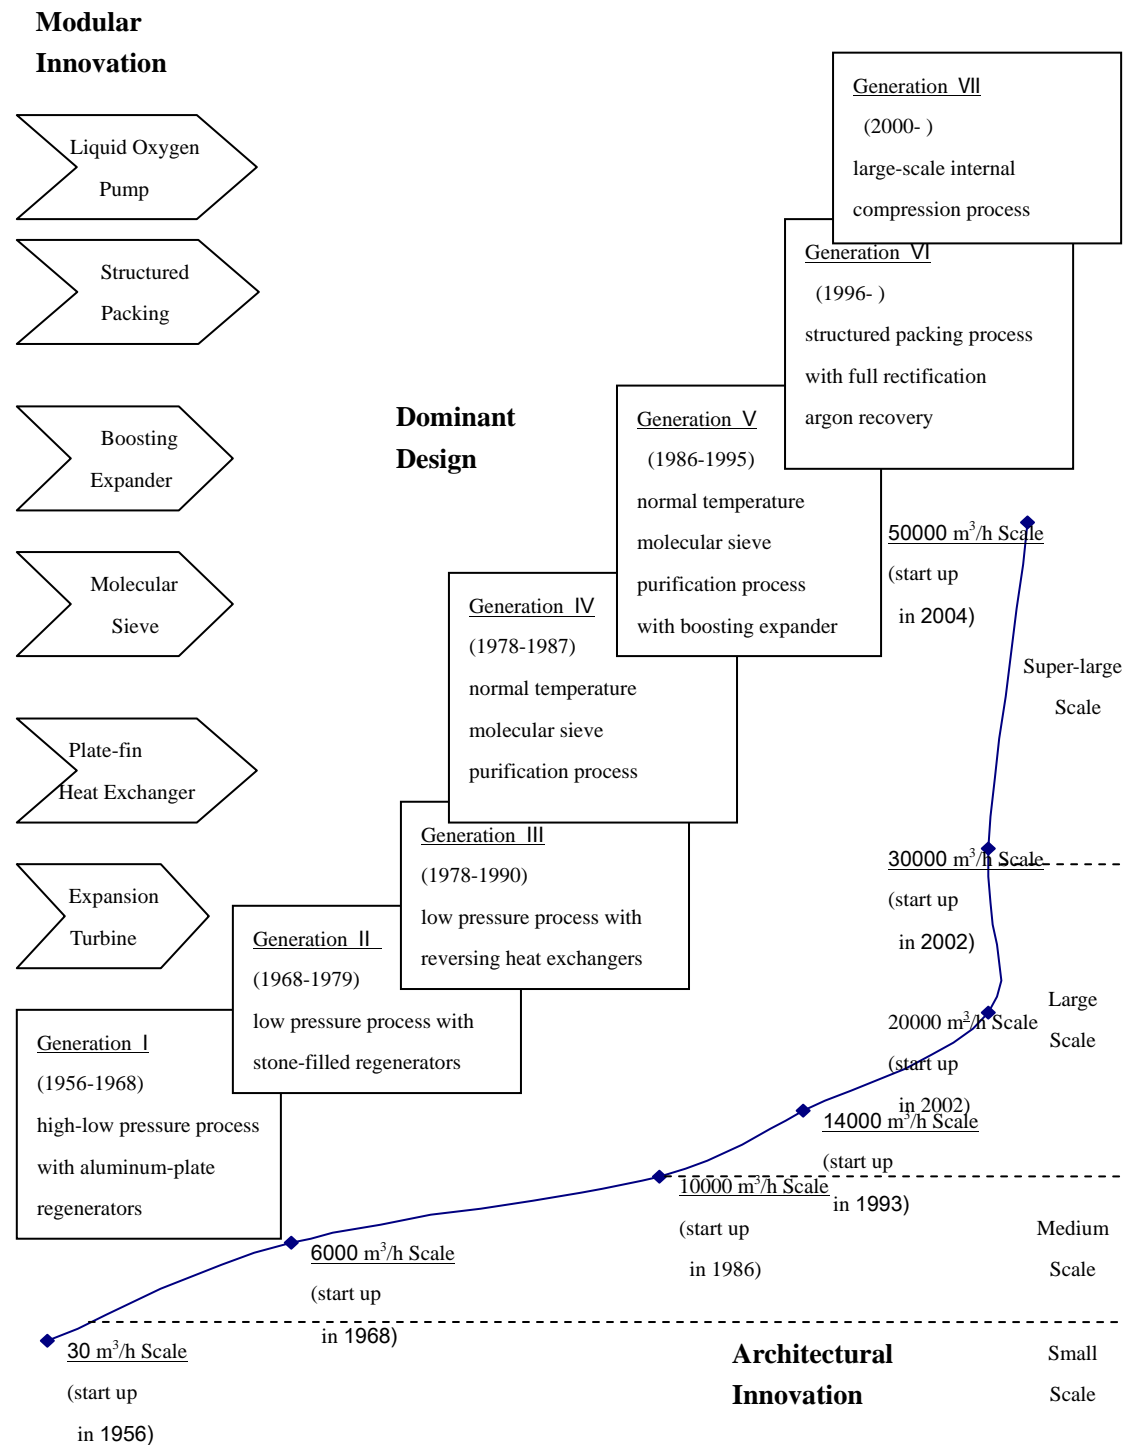 Modular
Innovation
Liquid Oxygen
Pump
Structured
Packing
Boosting
Expander
Molecular
Sieve
Plate-fin
Heat Exchanger
Expansion
Turbine
Dominant
Design
Generation VII
(2000- )
large-scale internal
compression process
Generation VI
(1996- )
structured packing process
with full rectification
argon recovery
Generation V
(1986-1995)
normal temperature
molecular sieve
purification process
with boosting expander
Generation IV
(1978-1987)
normal temperature
molecular sieve
purification process
Generation III
(1978-1990)
low pressure process with
reversing heat exchangers
Generation II
(1968-1979)
low pressure process with
stone-filled regenerators
Generation I
(1956-1968)
high-low pressure process
with aluminum-plate
regenerators
50000 m³/h Scale
(start up
in 2004)
Super-large
Scale
30000 m³/h Scale
(start up
in 2002)
Large
Scale
20000 m³/h Scale
(start up
in 2002)
14000 m³/h Scale
(start up
in 1993)
10000 m³/h Scale
(start up
in 1986)
Medium
Scale
6000 m³/h Scale
(start up
in 1968)
30 m³/h Scale
(start up
in 1956)
Architectural
Innovation
Small
Scale